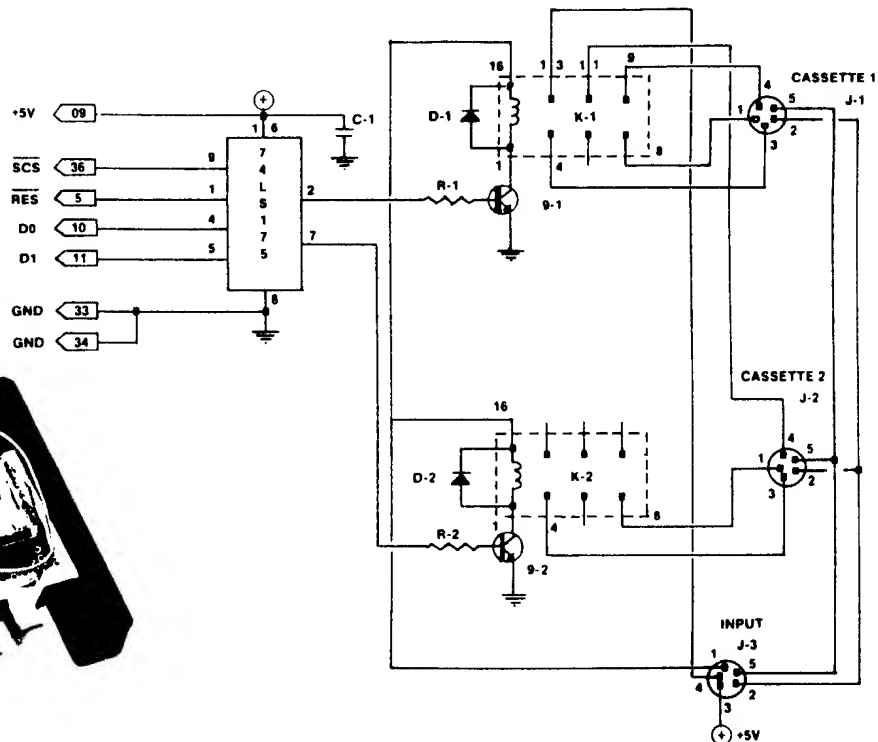 +5V 09
SCS 36
RES 5
D0 10
D1 11
GND 33
GND 34
+
C-1
1 6
9
1
4
5
7
4
L
S
1
7
5
2
7
8
R-1
R-2
16
D-1
1 3
1 1
9
K-1
1
4
8
9-1
CASSETTE 1
J-1
4
5
1
2
3
16
D-2
K-2
1
4
8
9-2
CASSETTE 2
J-2
4
5
1
2
3
INPUT
J-3
1
5
4
2
3
+ +5V